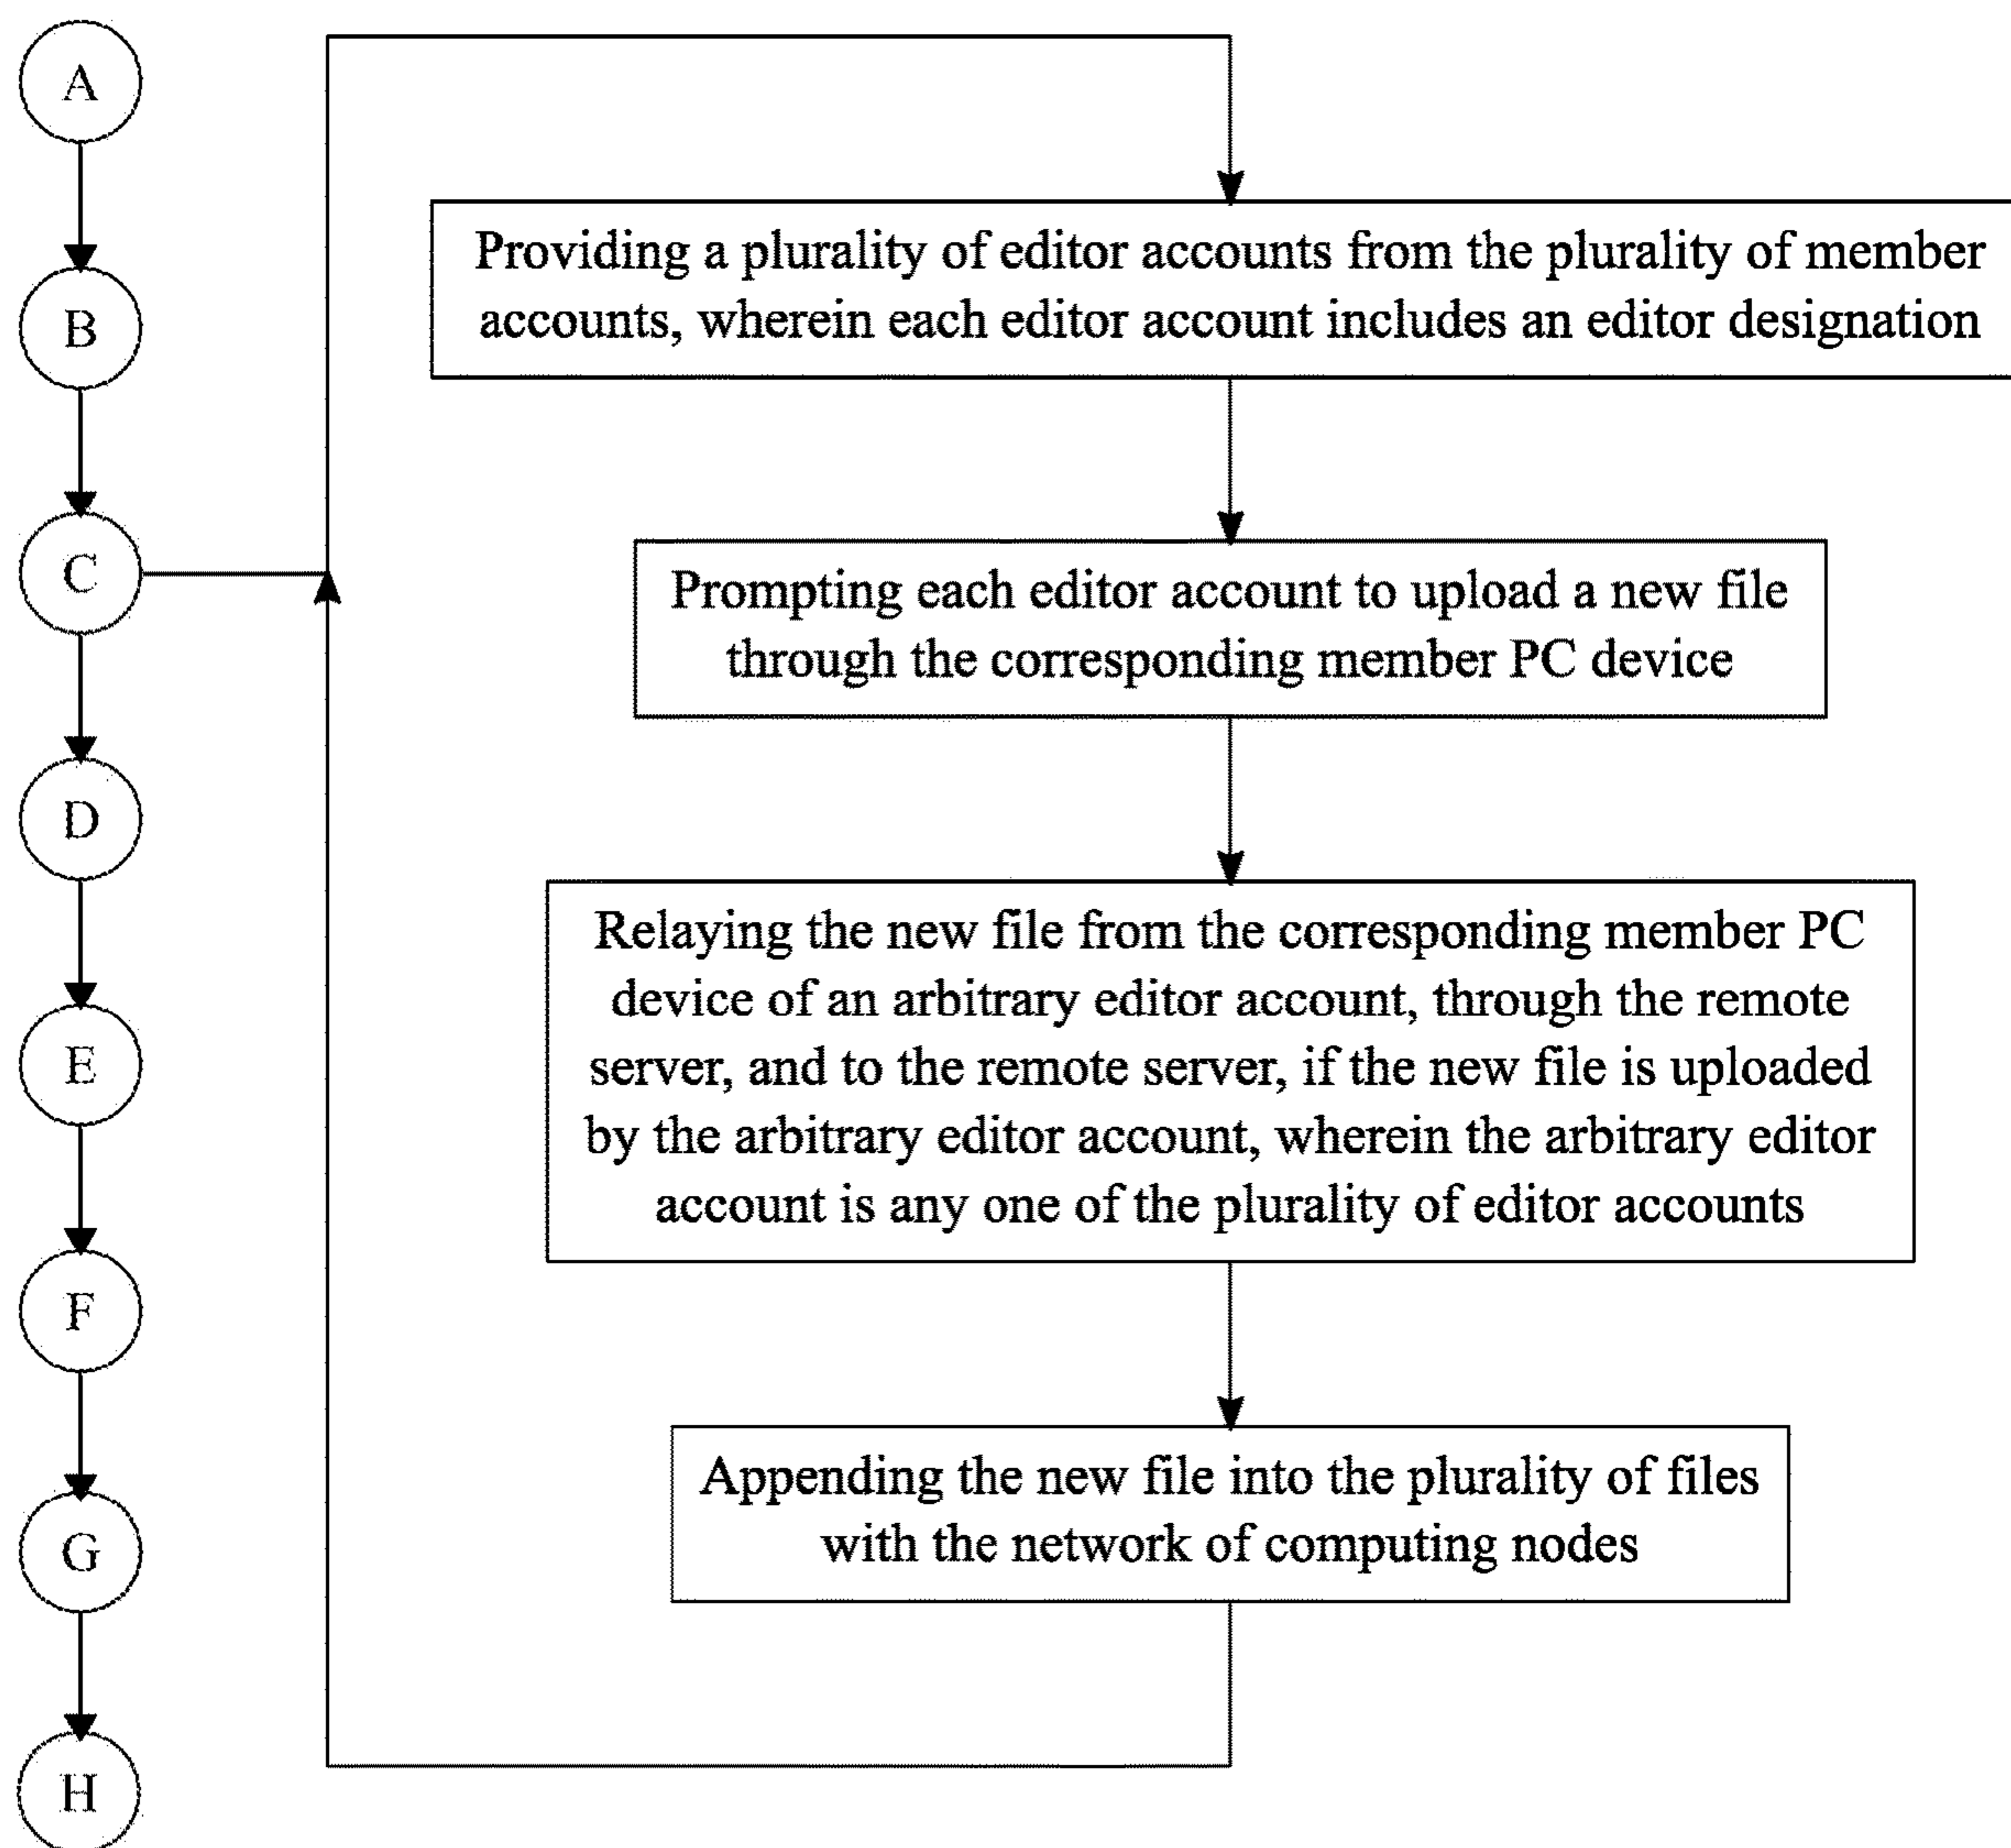 A
B
C
D
E
F
G
H
Providing a plurality of editor accounts from the plurality of member
accounts, wherein each editor account includes an editor designation
Prompting each editor account to upload a new file
through the corresponding member PC device
Relaying the new file from the corresponding member PC
device of an arbitrary editor account, through the remote
server, and to the remote server, if the new file is uploaded
by the arbitrary editor account, wherein the arbitrary editor
account is any one of the plurality of editor accounts
Appending the new file into the plurality of files
with the network of computing nodes